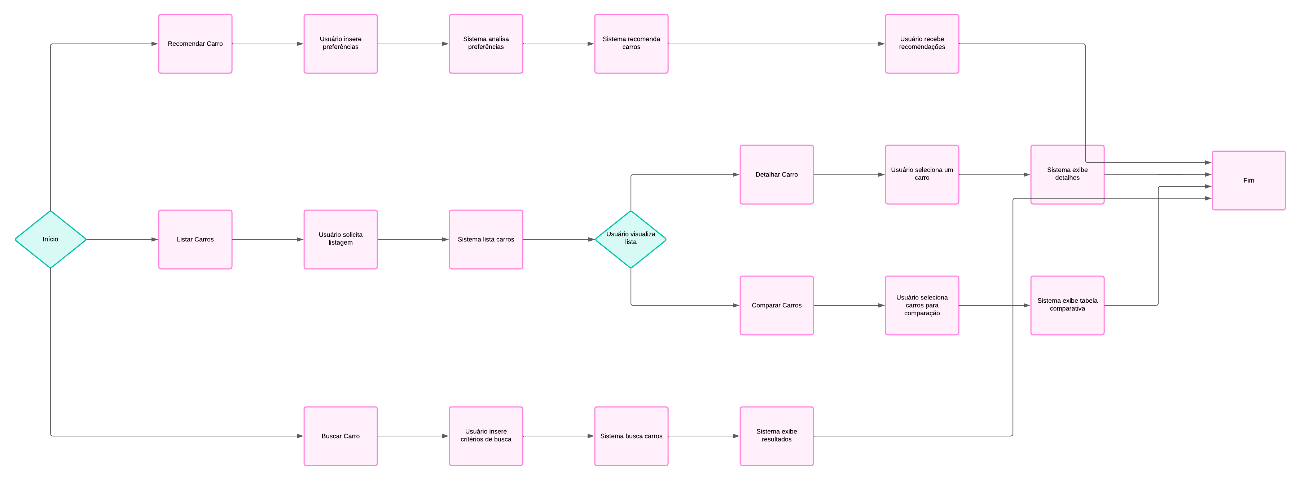 Recomendar Carro
Usuário insere
preferências
Sistema analisa
preferências
Sistema recomenda
carros
Usuário recebe
recomendações
Detalhar Carro
Usuário seleciona um
carro
Sistema exibe
detalhes
Fim
Início
Listar Carros
Usuário solicita
listagem
Sistema lista carros
Usuário visualiza
lista
Comparar Carros
Usuário seleciona
carros para
comparação
Sistema exibe tabela
comparativa
Buscar Carro
Usuário insere
critérios de busca
Sistema busca carros
Sistema exibe
resultados